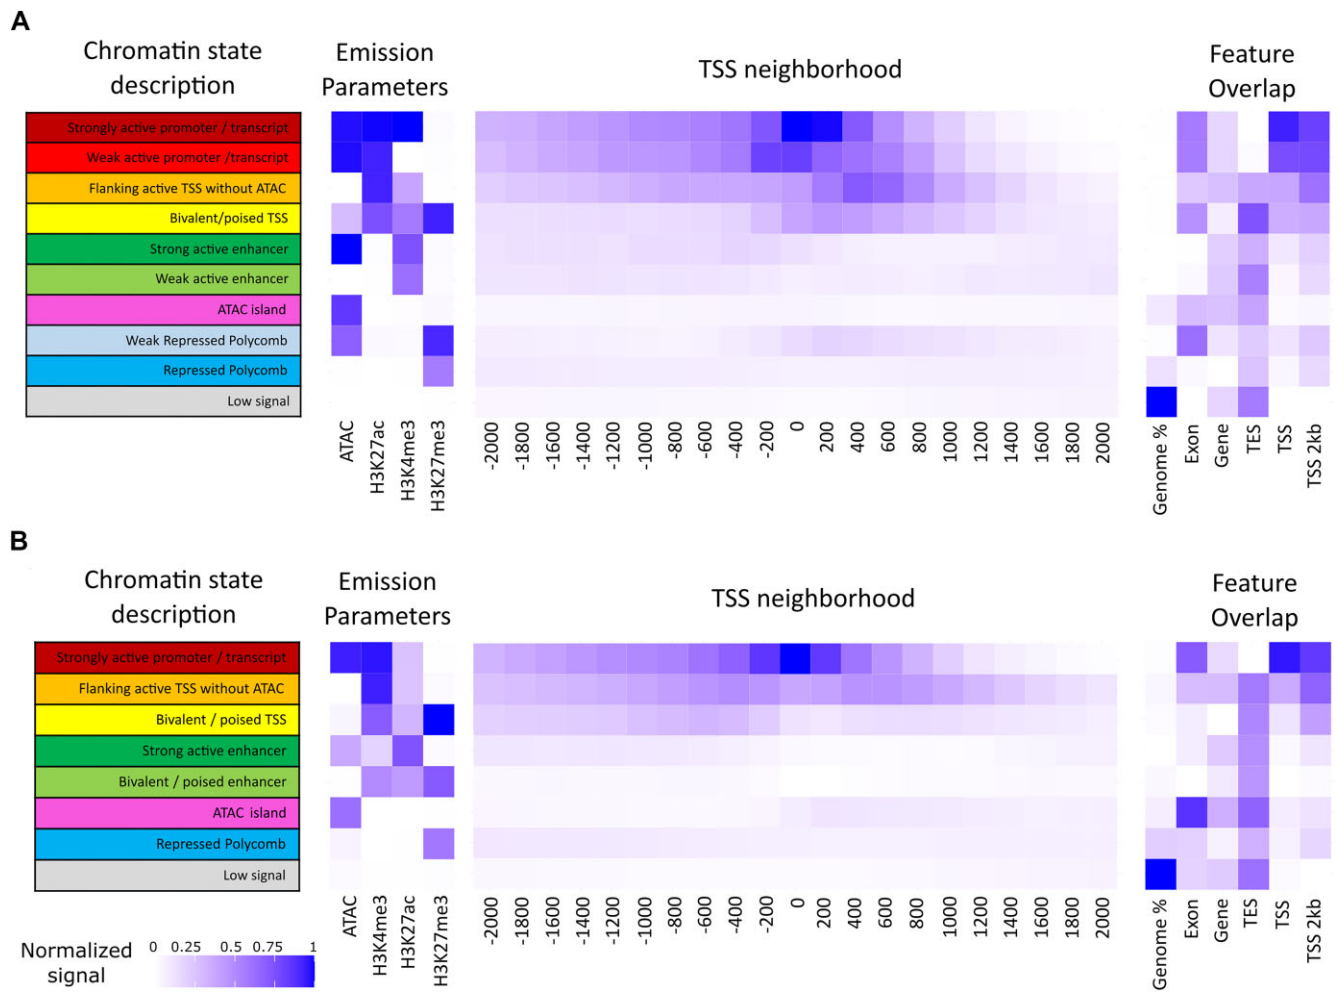 A
Chromatin state
description
Emission
Parameters
TSS neighborhood
Feature
Overlap
Strongly active promoter / transcript
Weak active promoter /transcript
Flanking active TSS without ATAC
Bivalent/poised TSS
Strong active enhancer
Weak active enhancer
ATAC island
Weak Repressed Polycomb
Repressed Polycomb
Low signal
ATAC
H3K27ac
H3K4me3
H3K27me3
-2000
-1800
-1600
-1400
-1200
-1000
-800
-600
-400
-200
0
200
400
600
800
1000
1200
1400
1600
1800
2000
Genome %
Exon
Gene
TES
TSS
TSS 2kb
B
Chromatin state
description
Emission
Parameters
TSS neighborhood
Feature
Overlap
Strongly active promoter / transcript
Flanking active TSS without ATAC
Bivalent / poised TSS
Strong active enhancer
Bivalent / poised enhancer
ATAC island
Repressed Polycomb
Low signal
ATAC
H3K4me3
H3K27ac
H3K27me3
-2000
-1800
-1600
-1400
-1200
-1000
-800
-600
-400
-200
0
200
400
600
800
1000
1200
1400
1600
1800
2000
Genome %
Exon
Gene
TES
TSS
TSS 2kb
Normalized
signal
0 0.25 0.5 0.75 1